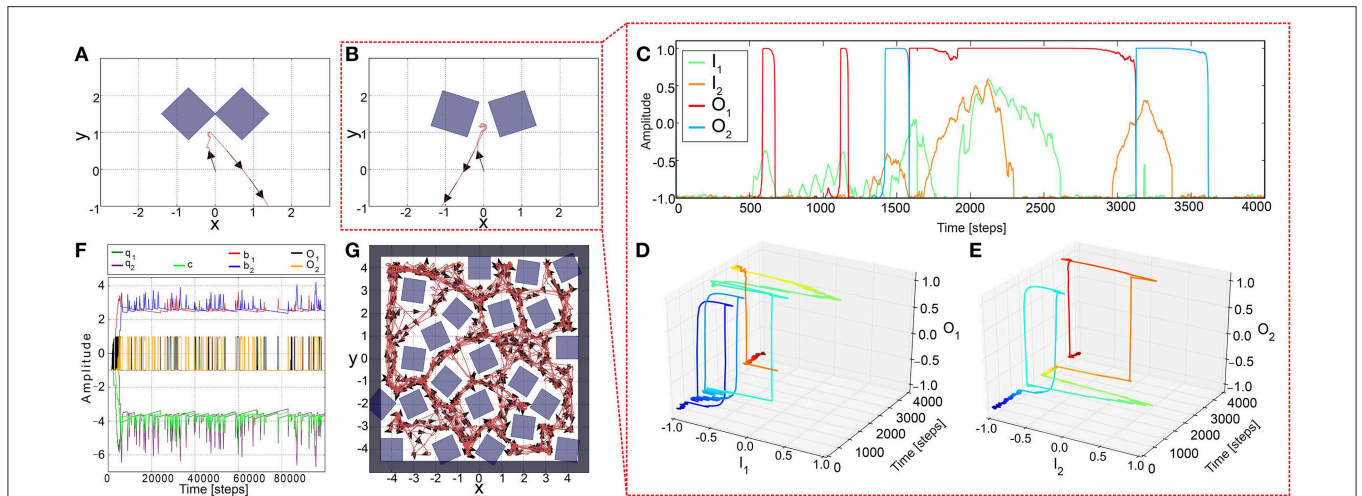 A
2
y
1
0
-1
-1 0 1 2
x
B
2
y
1
0
-1
-1 0 1 2
x
C
1.0
0.5
0.0
-0.5
-1.0
Amplitude
I1
I2
O1
O2
0 500 1000 1500 2000 2500 3000 3500 4000
Time [steps]
D
1.0
0.5
0.0
-0.5
-1.0
O1
-1.0 -0.5 0.0 0.5 1.0
I1
0 1000 2000 3000 4000
Time [steps]
E
1.0
0.5
0.0
-0.5
-1.0
O2
-1.0 -0.5 0.0 0.5 1.0
I2
0 1000 2000 3000 4000
Time [steps]
F
q1 b1 O1
q2 c b2 O2
4
2
0
-2
-4
-6
Amplitude
0 20000 40000 60000 80000
Time [steps]
G
4
3
2
1
y 0
-1
-2
-3
-4
-4 -3 -2 -1 0 1 2 3 4
x